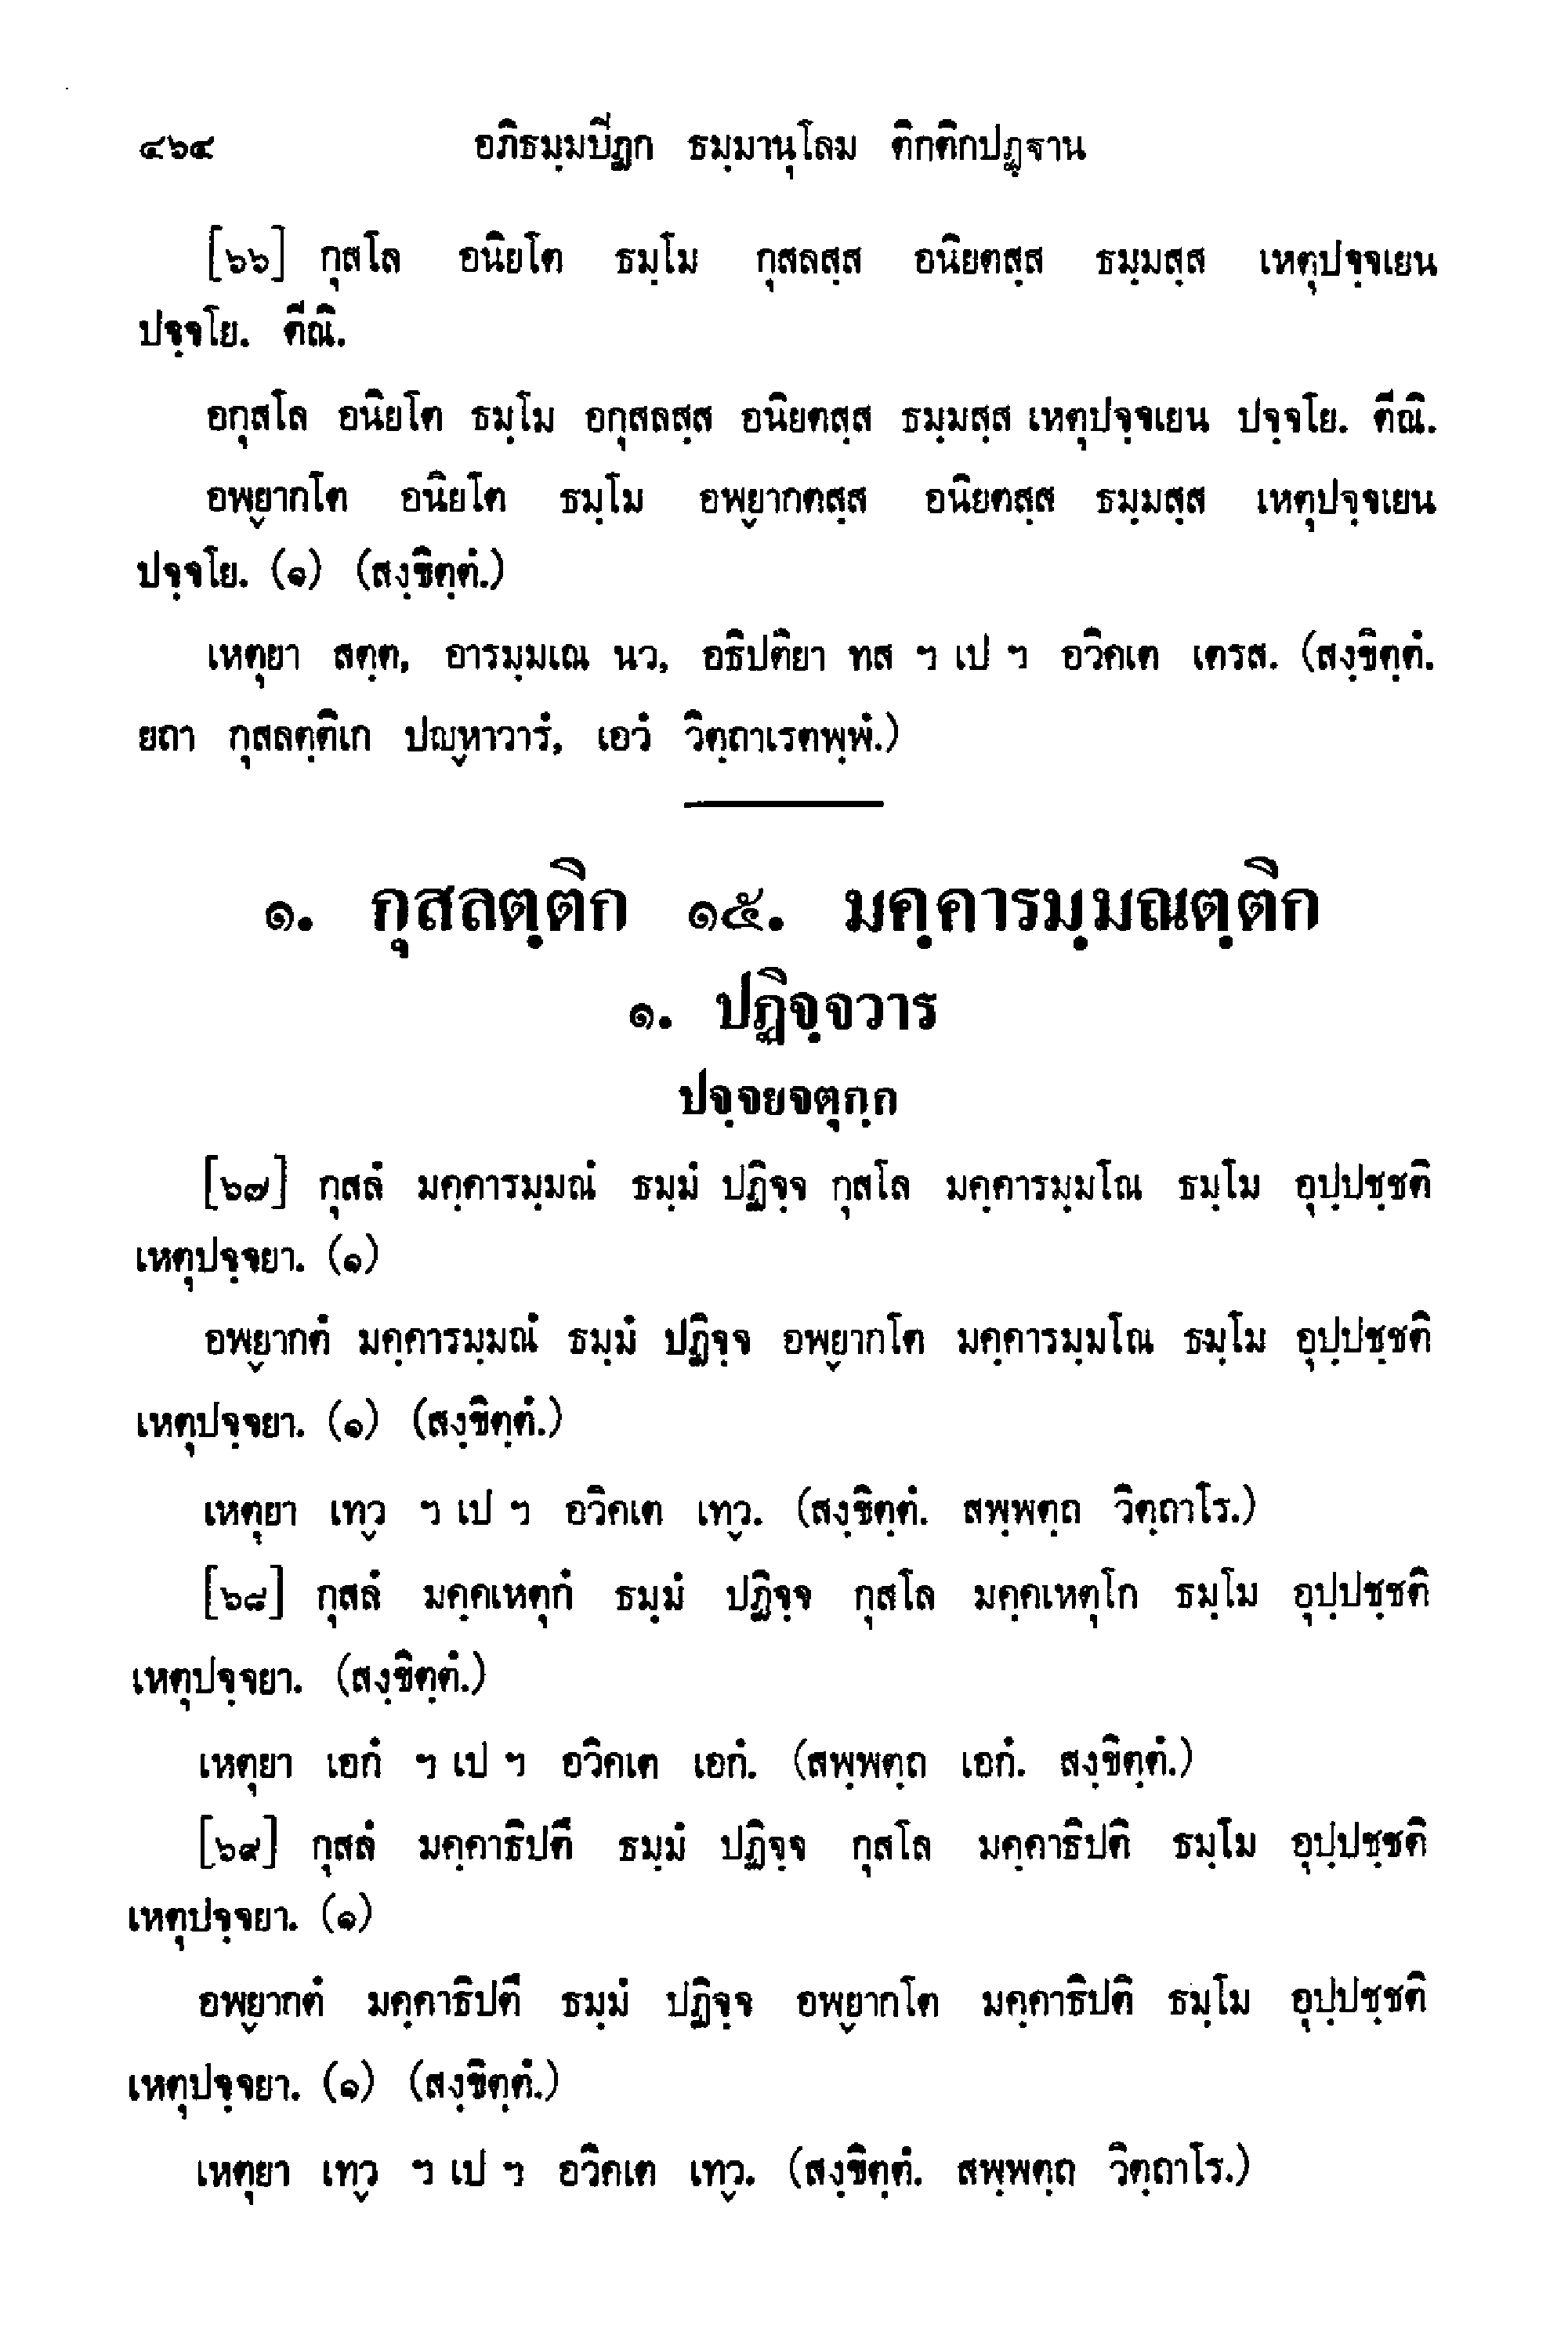 ๔๖๔ อภิธมฺมปิฏก ธมฺมานุโลม ติกติกปฏฺฐาน
[๖๖] กุสโล อนิยโต ธมฺโม กุสลสฺส อนิยตสฺส ธมฺมสฺส เหตุปจฺจเยน
ปจฺจโย. ตีณิ.
อกุสโล อนิยโต ธมฺโม อกุสลสฺส อนิยตสฺส ธมฺมสฺส เหตุปจฺจเยน ปจฺจโย. ตีณิ.
อพฺยากโต อนิยโต ธมฺโม อพฺยากตสฺส อนิยตสฺส ธมฺมสฺส เหตุปจฺจเยน
ปจฺจโย. (๑) (สงฺขิตฺตํ.)
เหตุยา สตฺต, อารมฺมเณ นว, อธิปติยา ทส ฯ เป ฯ อวิคเต เตรส. (สงฺขิตฺตํ.
ยถา กุสลตฺติเก ปญฺหาวารํ, เอวํ วิตฺถาเรตพฺพํ.)
๑. กุสลตฺติก ๑๕. มคฺคารมฺมณตฺติก
๑. ปฏิจฺจวาร
ปจฺจยจตุกฺก
[๖๗] กุสลํ มคฺคารมฺมณํ ธมฺมํ ปฏิจฺจ กุสโล มคฺคารมฺมโณ ธมฺโม อุปฺปชฺชติ
เหตุปจฺจยา. (๑)
อพฺยากตํ มคฺคารมฺมณํ ธมฺมํ ปฏิจฺจ อพฺยากโต มคฺคารมฺมโณ ธมฺโม อุปฺปชฺชติ
เหตุปจฺจยา. (๑) (สงฺขิตฺตํ.)
เหตุยา เทฺว ฯ เป ฯ อวิคเต เทฺว. (สงฺขิตฺตํ. สพฺพตฺถ วิตฺถาโร.)
[๖๘] กุสลํ มคฺคเหตุกํ ธมฺมํ ปฏิจฺจ กุสโล มคฺคเหตุโก ธมฺโม อุปฺปชฺชติ
เหตุปจฺจยา. (สงฺขิตฺตํ.)
เหตุยา เอกํ ฯ เป ฯ อวิคเต เอกํ. (สพฺพตฺถ เอกํ. สงฺขิตฺตํ.)
[๖๙] กุสลํ มคฺคาธิปตึ ธมฺมํ ปฏิจฺจ กุสโล มคฺคาธิปติ ธมฺโม อุปฺปชฺชติ
เหตุปจฺจยา. (๑)
อพฺยากตํ มคฺคาธิปตึ ธมฺมํ ปฏิจฺจ อพฺยากโต มคฺคาธิปติ ธมฺโม อุปฺปชฺชติ
เหตุปจฺจยา. (๑) (สงฺขิตฺตํ.)
เหตุยา เทฺว ฯ เป ฯ อวิคเต เทฺว. (สงฺขิตฺตํ. สพฺพตฺถ วิตฺถาโร.)